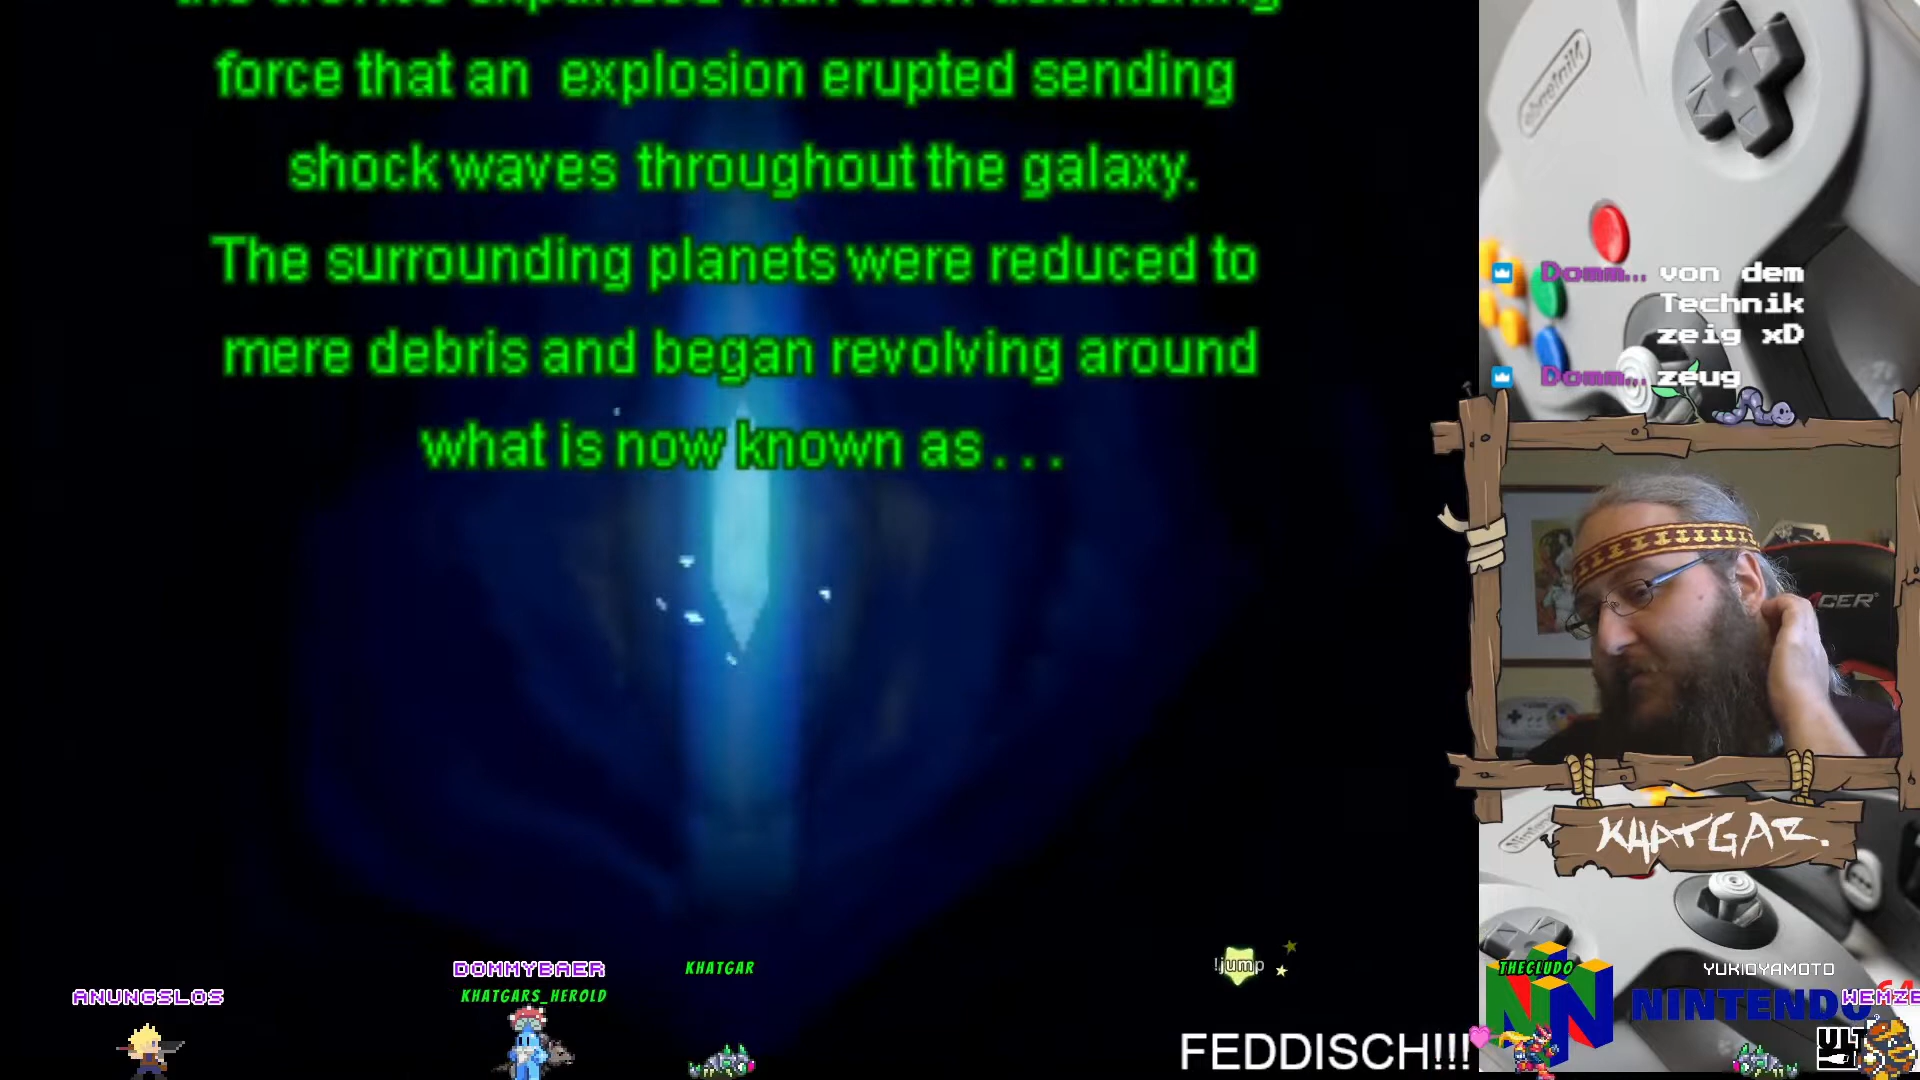 force that an explosion erupted sending
shock waves throughout the galaxy.
The surrounding planets were reduced to
mere debris and began revolving around
what is now known as . . .
Domm... von dem
Technik
zeig xD
Domm... zeug
KHATGAR.
DOMMYBAER
KHATGAR
!jump
THECLUDO
YUKIOYAMOTO
ANUNGSLOS
KHATGARS_HEROLD
WEMZE
NINTENDO
FEDDISCH!!!